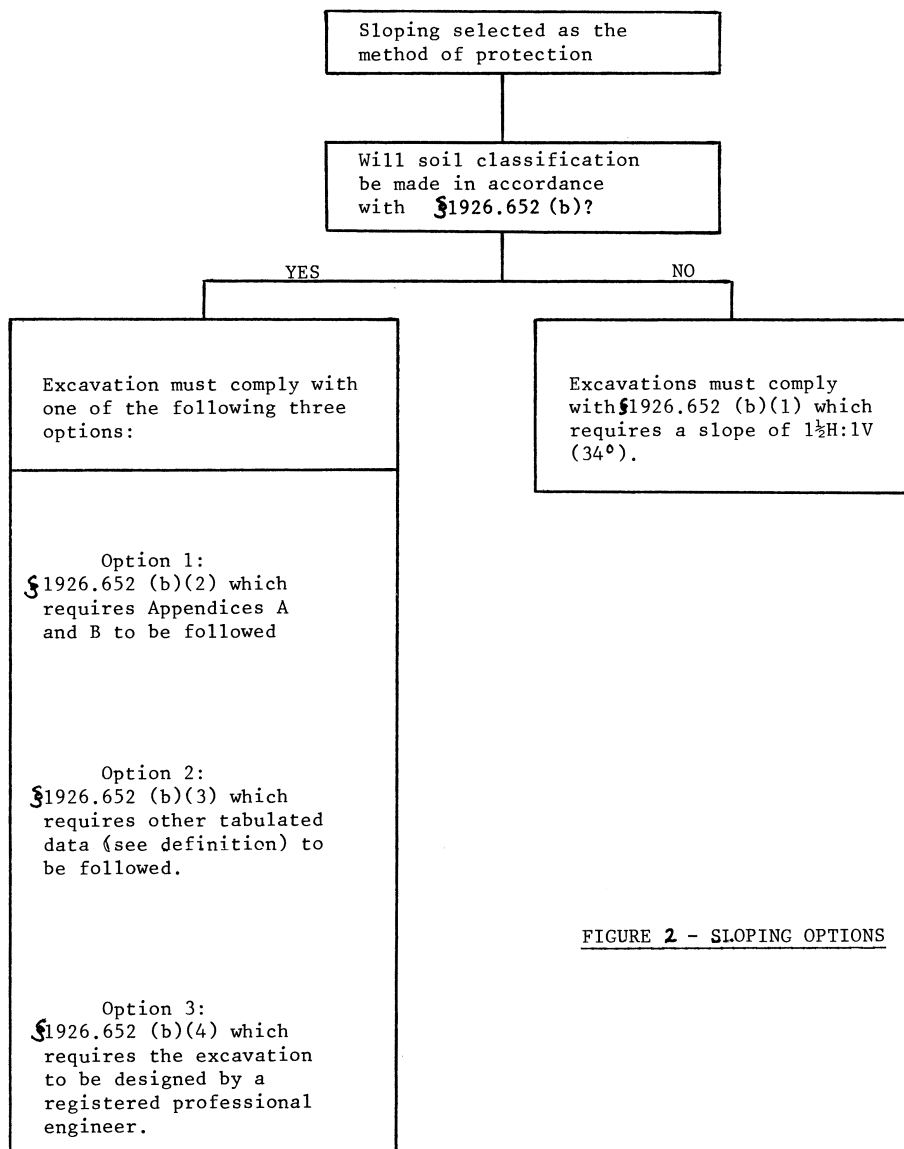 Sloping selected as the
method of protection
Will soil classification
be made in accordance
with §1926.652 (b)?
YES
NO
Excavation must comply with
one of the following three
options:
Excavations must comply
with §1926.652 (b)(1) which
requires a slope of 1½H:1V
(34°).
Option 1:
§1926.652 (b)(2) which
requires Appendices A
and B to be followed
Option 2:
§1926.652 (b)(3) which
requires other tabulated
data (see definition) to
be followed.
FIGURE 2 - SLOPING OPTIONS
Option 3:
§1926.652 (b)(4) which
requires the excavation
to be designed by a
registered professional
engineer.